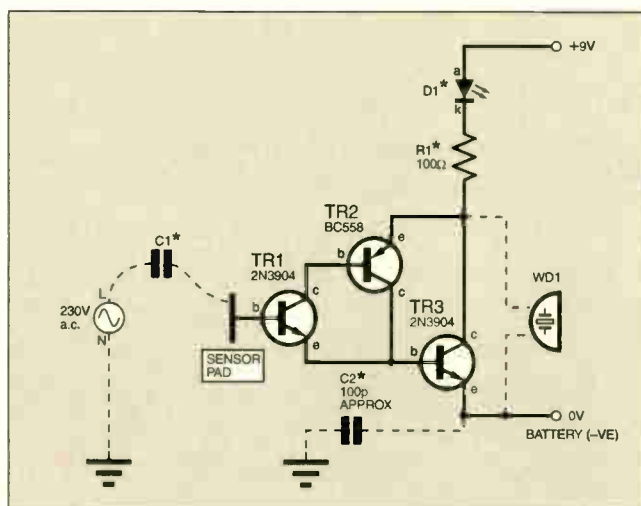 +9V
a
D1*
k
R1*
100Ω
TR2
BC558
C1*
e
TR1
2N3904
b
c
TR3
2N3904
WD1
L
230V
a.c.
N
b
c
e
c
b
e
SENSOR
PAD
C2*
100p
APPROX
0V
BATTERY (–VE)